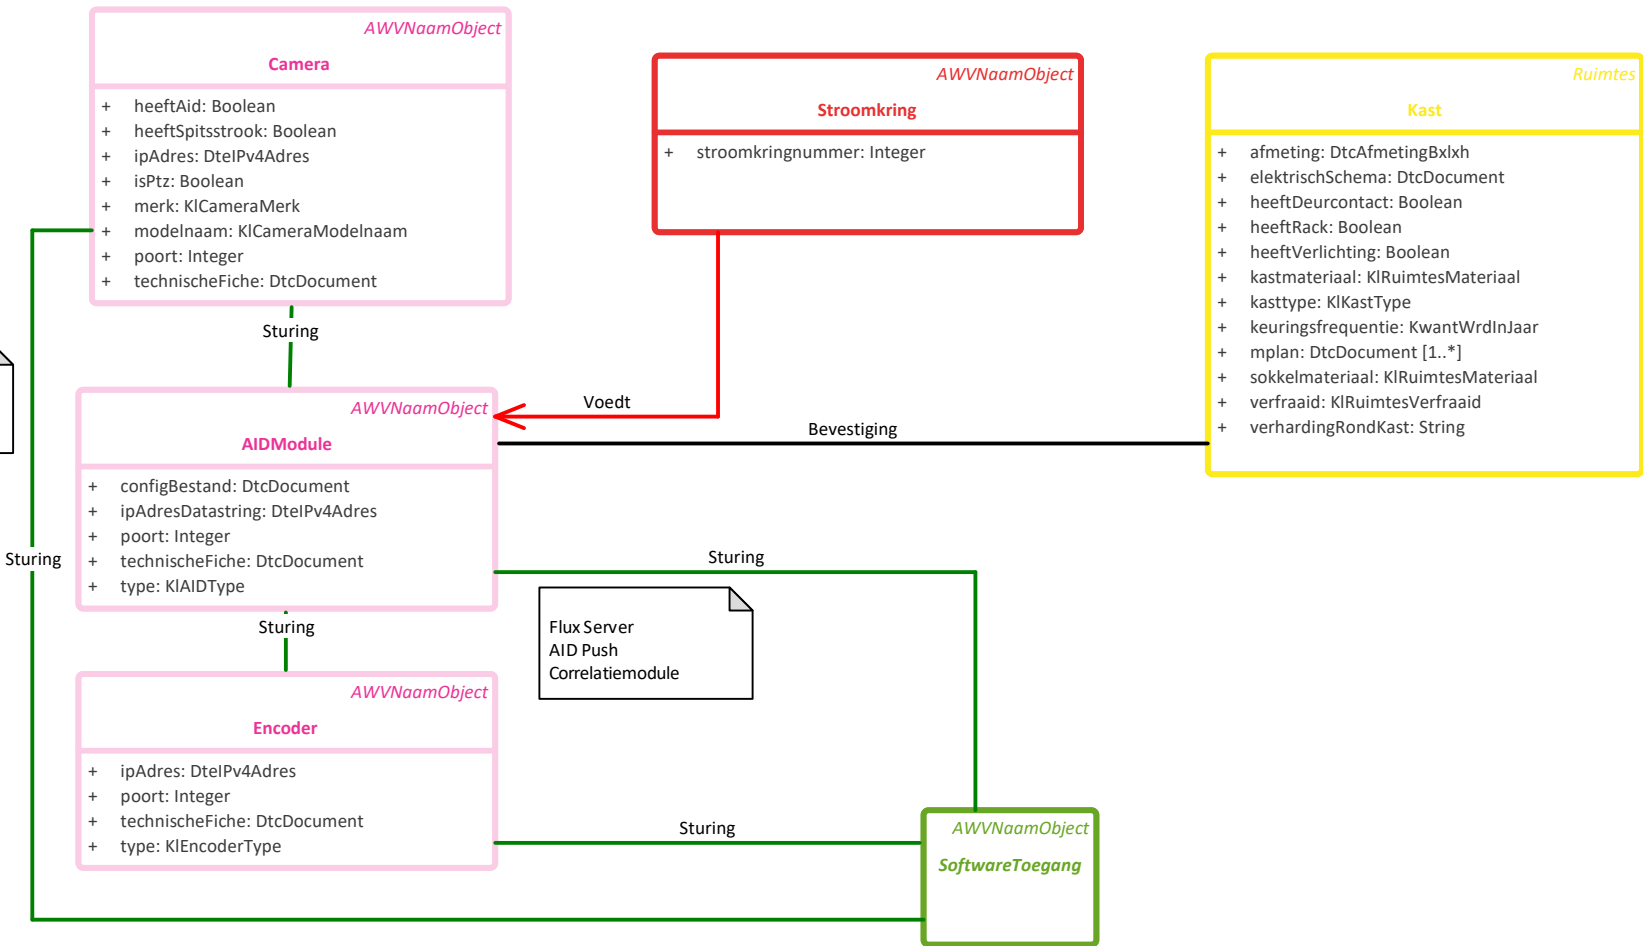 AWVNaamObject
Camera
+ heeftAid: Boolean
+ heeftSpitsstrook: Boolean
+ ipAdres: DteIPv4Adres
+ isPtz: Boolean
+ merk: KlCameraMerk
+ modelnaam: KlCameraModelnaam
+ poort: Integer
+ technischeFiche: DtcDocument
AWVNaamObject
Stroomkring
+ stroomkringnummer: Integer
Ruimtes
Kast
+ afmeting: DtcAfmetingBxlxh
+ elektrischSchema: DtcDocument
+ heeftDeurcontact: Boolean
+ heeftRack: Boolean
+ heeftVerlichting: Boolean
+ kastmateriaal: KlRuimtesMateriaal
+ kasttype: KlKastType
+ keuringsfrequentie: KwantWrdInJaar
+ mplan: DtcDocument [1..*]
+ sokkelmateriaal: KlRuimtesMateriaal
+ verfraaid: KlRuimtesVerfraaid
+ verhardingRondKast: String
Sturing
Voedt
Bevestiging
AWVNaamObject
AIDModule
+ configBestand: DtcDocument
+ ipAdresDatastring: DteIPv4Adres
+ poort: Integer
+ technischeFiche: DtcDocument
+ type: KlAIDType
Sturing
Sturing
Flux Server
AID Push
Correlatiemodule
Sturing
AWVNaamObject
Encoder
+ ipAdres: DteIPv4Adres
+ poort: Integer
+ technischeFiche: DtcDocument
+ type: KlEncoderType
Sturing
AWVNaamObject
SoftwareToegang